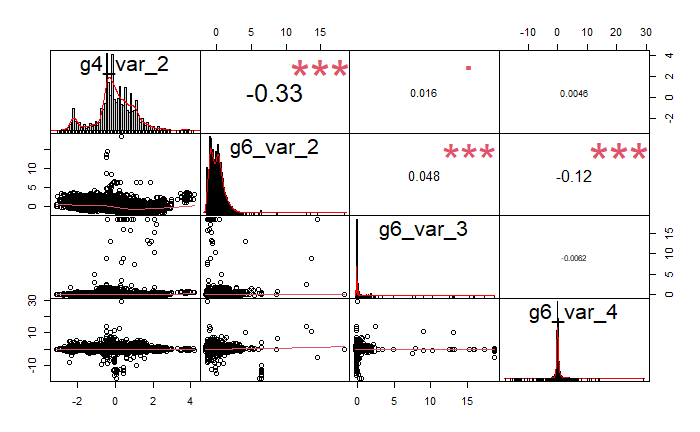 0 5 10 15
-10 0 10 20 30
g4_var_2
***
-0.33
.
0.016
0.0046
-2 0 2 4
0 5 10
g6_var_2
***
0.048
***
-0.12
g6_var_3
-0.0062
0 5 10 15
-10 0 10 30
g6_var_4
-2 0 2 4
0 5 10 15